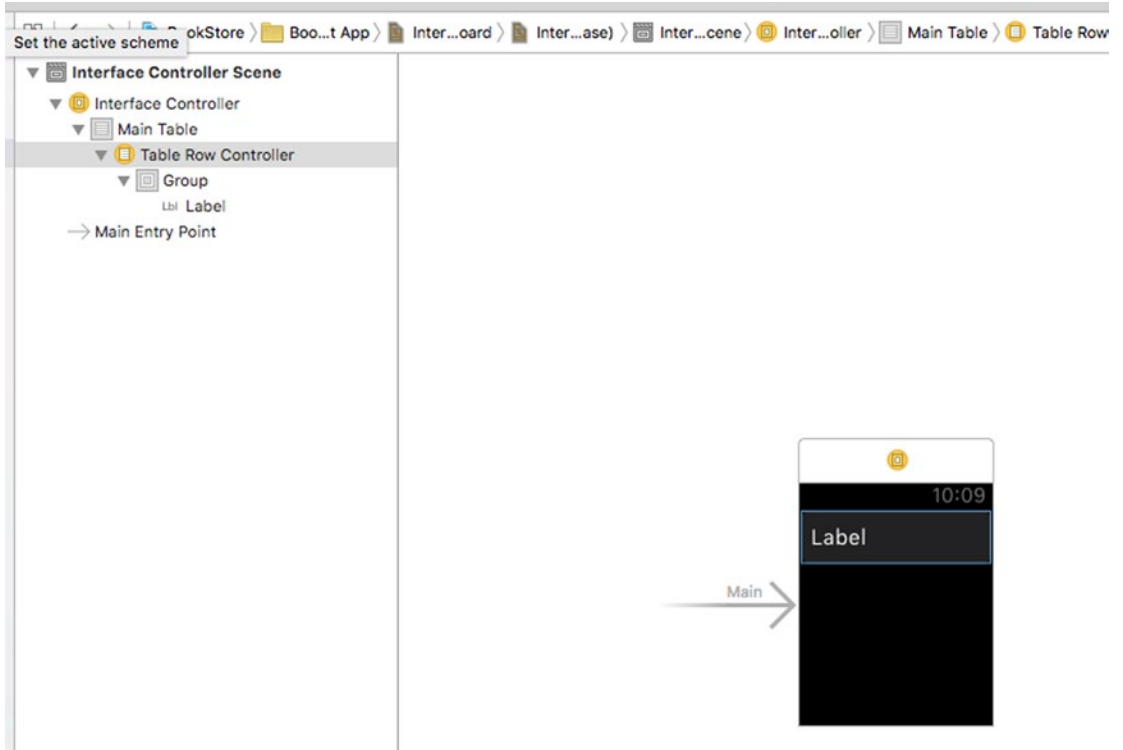 okStore 〉 Boo...t App 〉 Inter...oard 〉 Inter...ase) 〉 Inter...cene 〉 Inter...oller 〉 Main Table 〉 Table Row
Set the active scheme
Interface Controller Scene
Interface Controller
Main Table
Table Row Controller
Group
Lbl Label
Main Entry Point
10:09
Label
Main